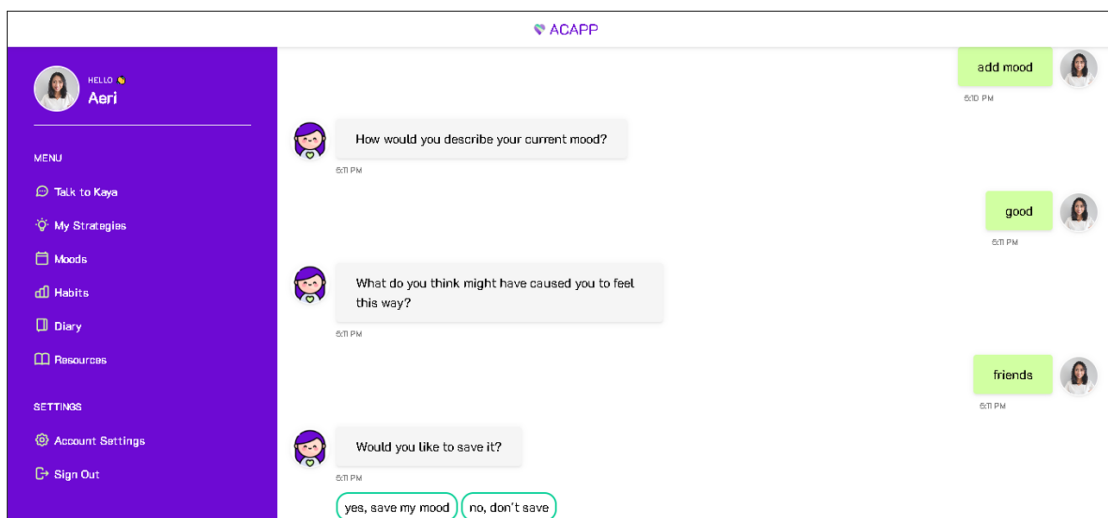 ACAPP
HELLO
Aeri
MENU
Talk to Kaya
My Strategies
Moods
Habits
Diary
Resources
SETTINGS
Account Settings
Sign Out
add mood
6:10 PM
How would you describe your current mood?
6:11 PM
good
6:11 PM
What do you think might have caused you to feel
this way?
6:11 PM
friends
6:11 PM
Would you like to save it?
6:11 PM
yes, save my mood
no, don't save